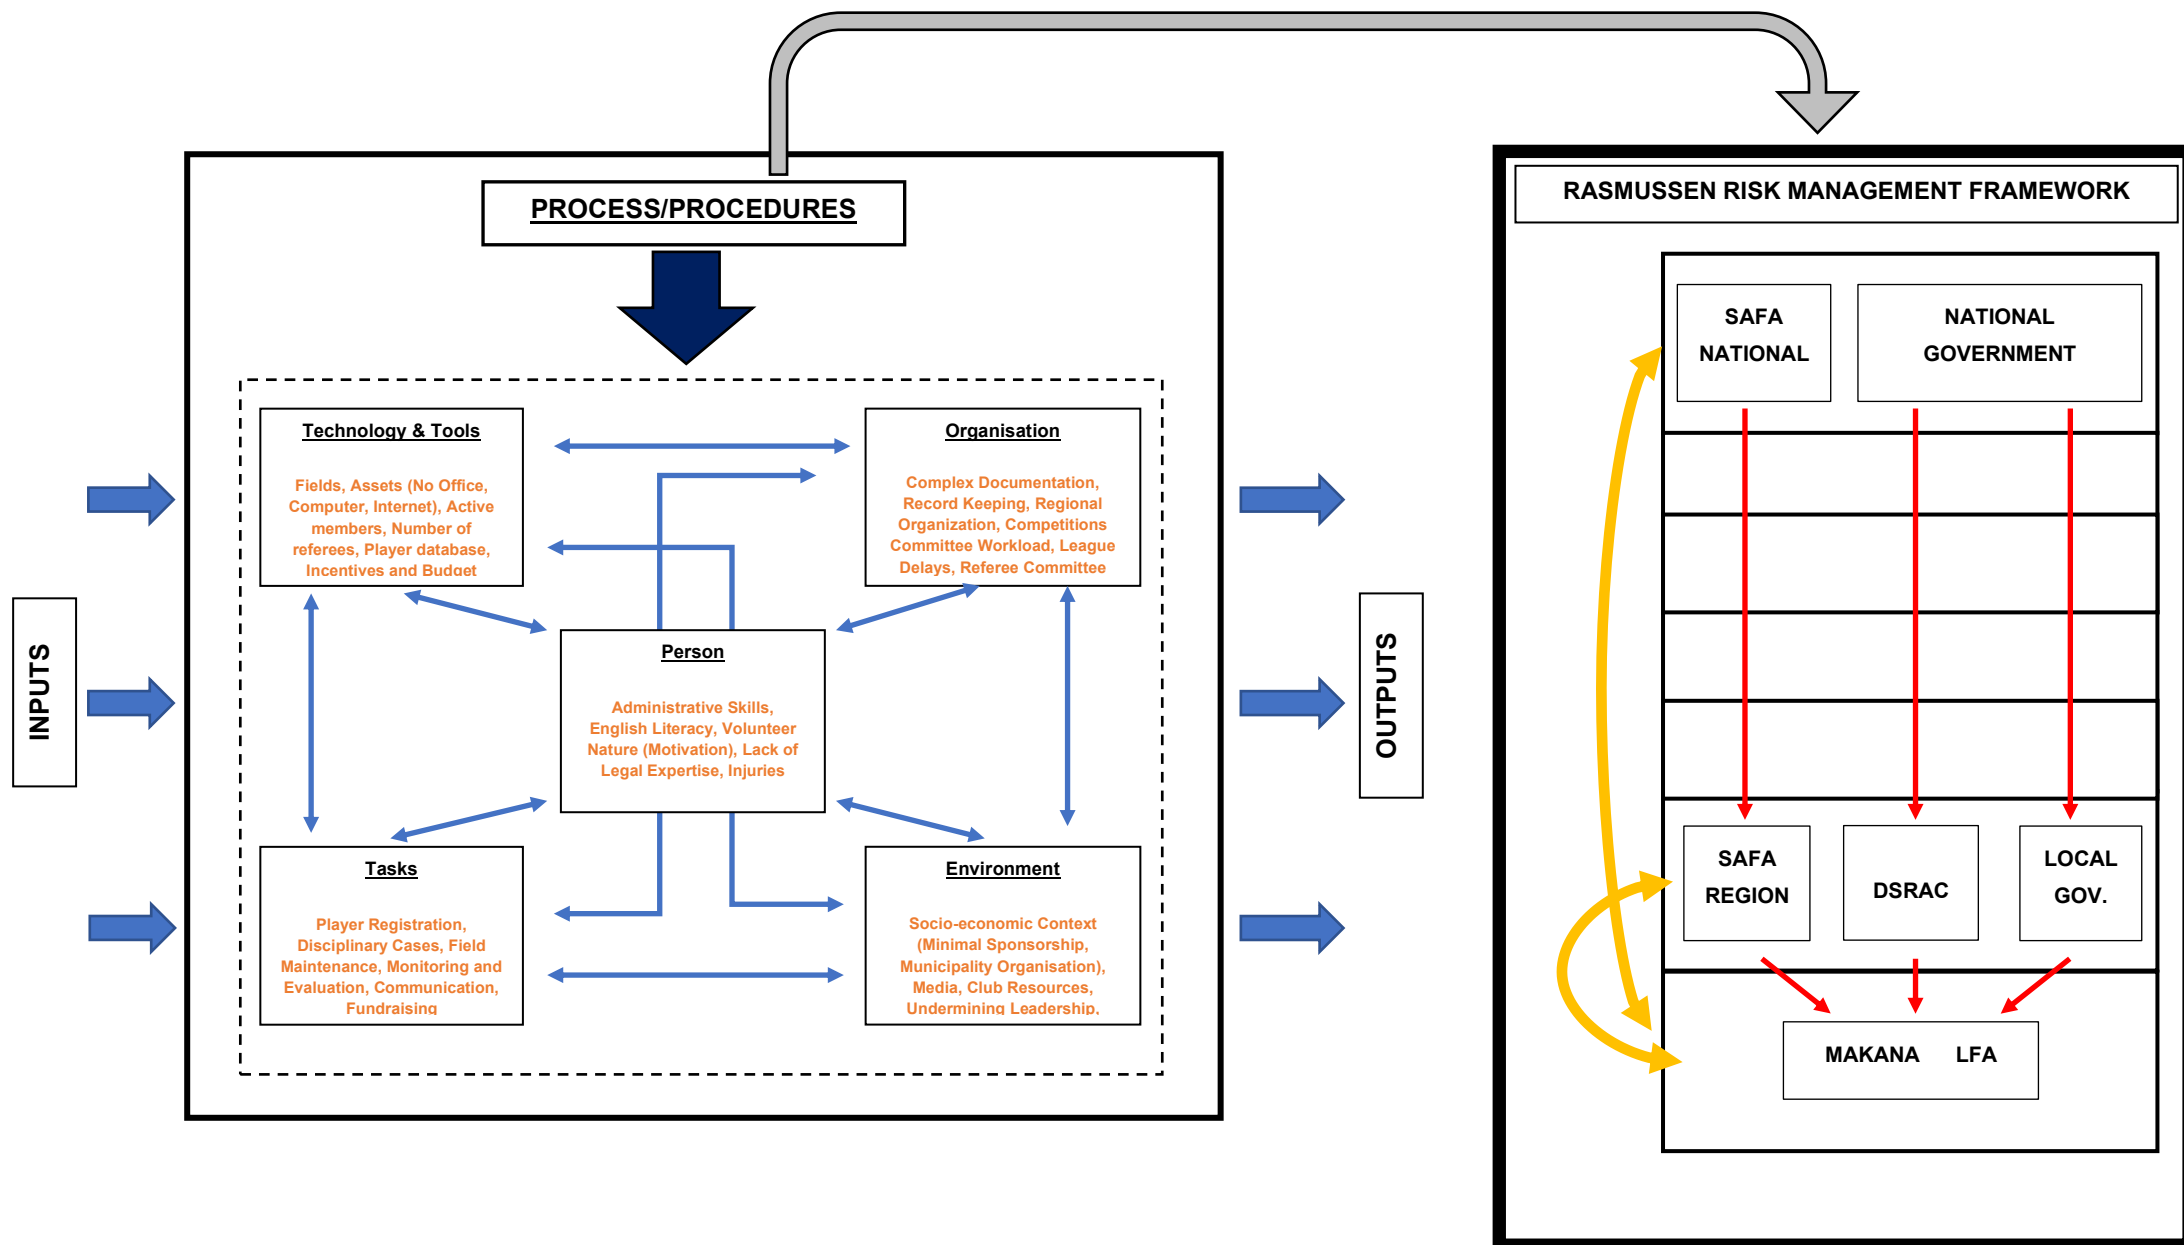 PROCESS/PROCEDURES
Technology & Tools
Fields, Assets (No Office,
Computer, Internet), Active
members, Number of
referees, Player database,
Incentives and Budget
Organisation
Complex Documentation,
Record Keeping, Regional
Organization, Competitions
Committee Workload, League
Delays, Referee Committee
Person
Administrative Skills,
English Literacy, Volunteer
Nature (Motivation), Lack of
Legal Expertise, Injuries
Tasks
Player Registration,
Disciplinary Cases, Field
Maintenance, Monitoring and
Evaluation, Communication,
Fundraising
Environment
Socio-economic Context
(Minimal Sponsorship,
Municipality Organisation),
Media, Club Resources,
Undermining Leadership,
INPUTS
OUTPUTS
RASMUSSEN RISK MANAGEMENT FRAMEWORK
SAFA
NATIONAL
NATIONAL
GOVERNMENT
SAFA
REGION
DSRAC
LOCAL
GOV.
MAKANA LFA